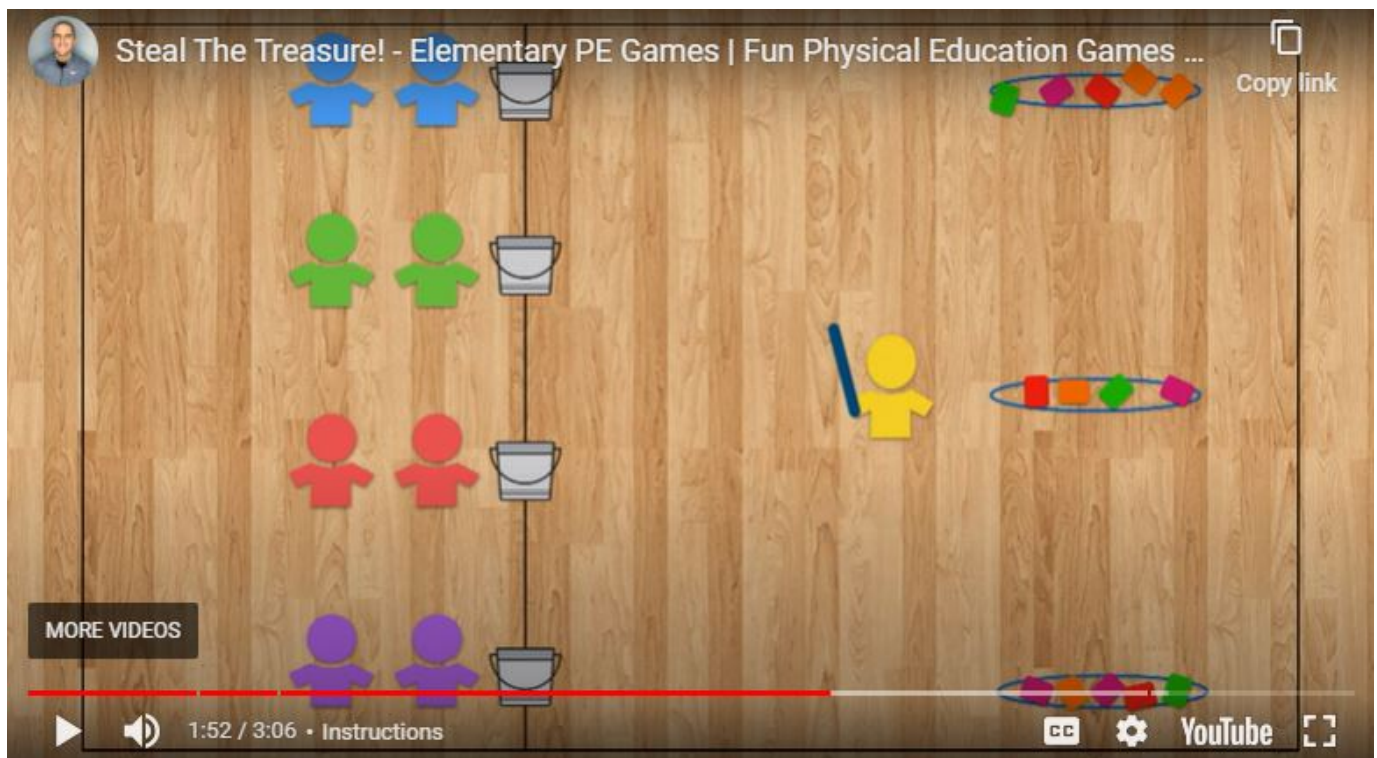 Steal The Treasure! - Elementary PE Games | Fun Physical Education Games ...
Copy link
MORE VIDEOS
1:52 / 3:06 • Instructions
CC
YouTube